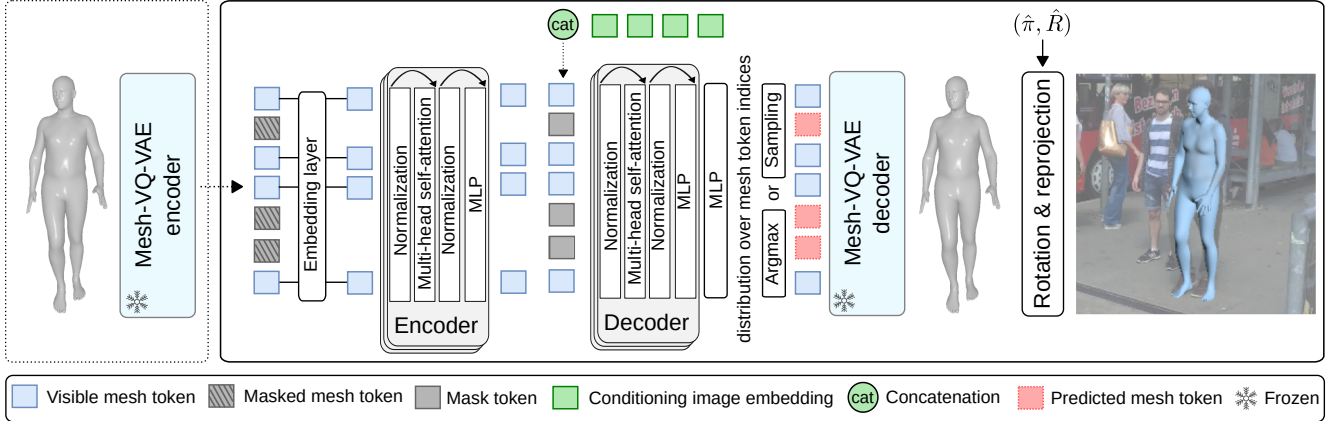 Mesh-VQ-VAE
encoder
Embedding layer
Normalization
Multi-head self-attention
Normalization
MLP
Encoder
cat
Normalization
Multi-head self-attention
Normalization
MLP
Decoder
MLP
distribution over mesh token indices
Argmax or Sampling
Mesh-VQ-VAE
decoder
(π̂, R̂)
Rotation & reprojection
Visible mesh token
Masked mesh token
Mask token
Conditioning image embedding
cat Concatenation
Predicted mesh token
Frozen